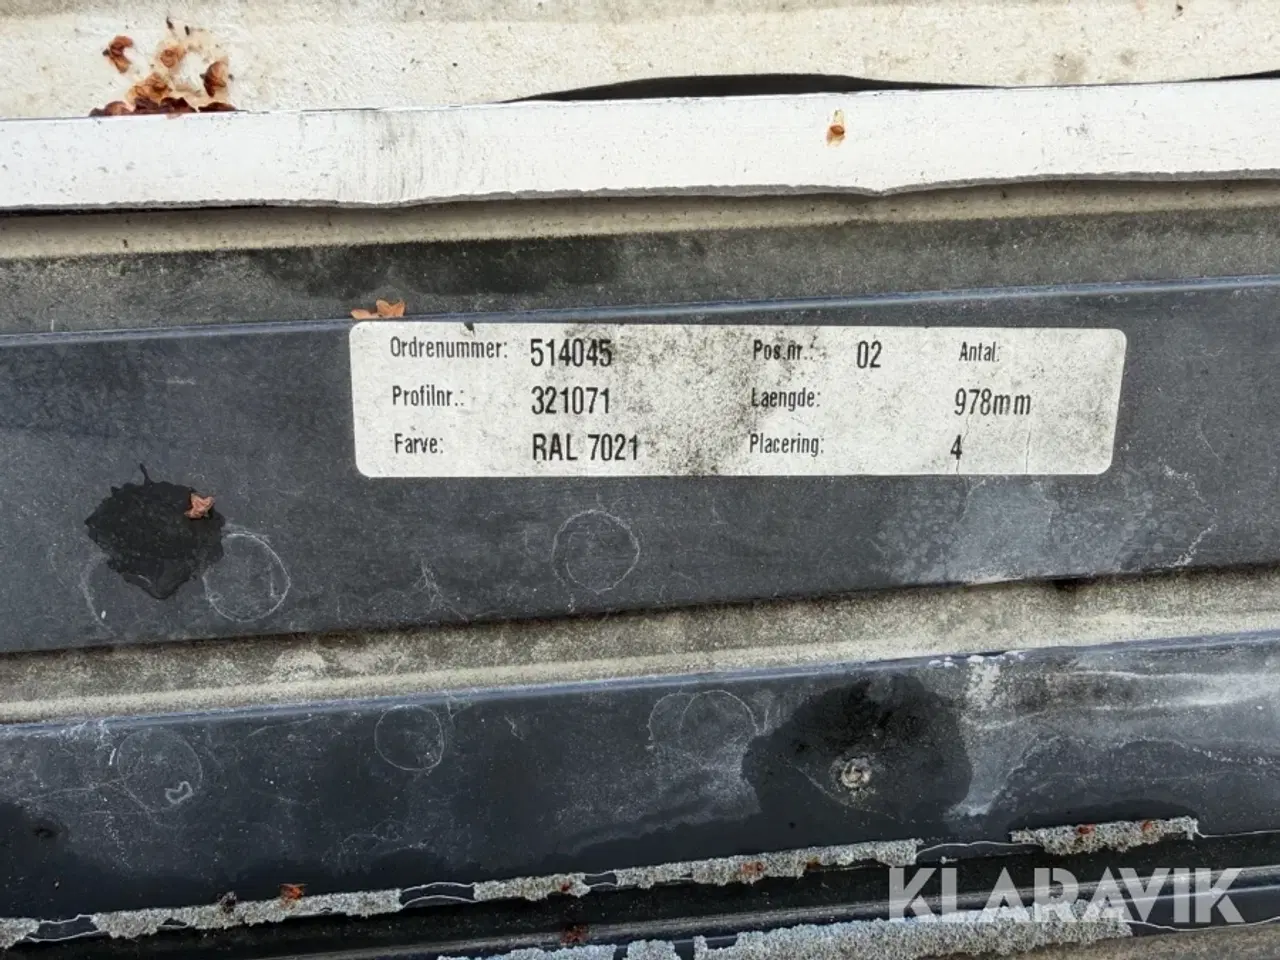 Ordrenummer: 514045 Pos.nr.: 02 Antal:
Profilnr.: 321071 Laengde: 978mm
Farve: RAL 7021 Placering: 4
KLARAVIK